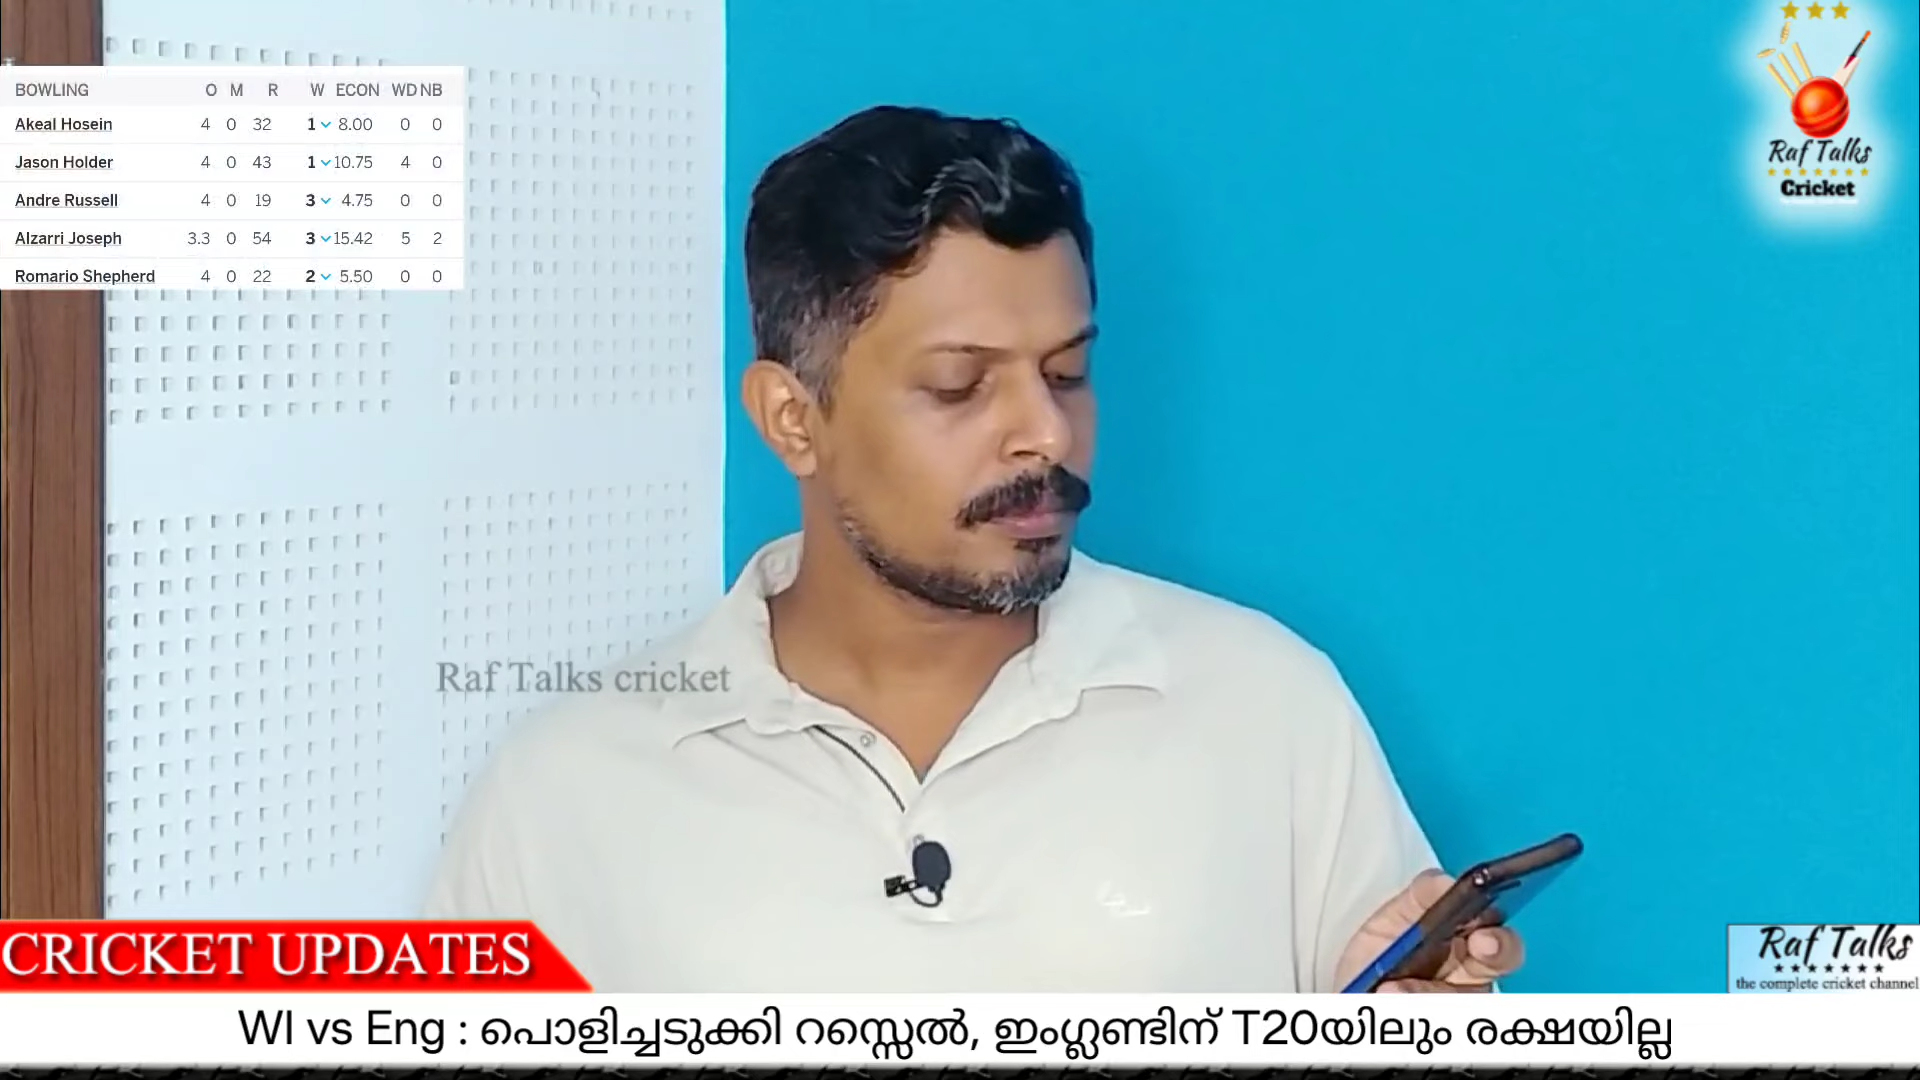 BOWLING O M R W ECON WD NB
Akeal Hosein 4 0 32 1 8.00 0 0
Jason Holder 4 0 43 1 10.75 4 0
Andre Russell 4 0 19 3 4.75 0 0
Alzarri Joseph 3.3 0 54 3 15.42 5 2
Romario Shepherd 4 0 22 2 5.50 0 0
Raf Talks
Cricket
Raf Talks cricket
CRICKET UPDATES
Raf Talks
the complete cricket channel
WI vs Eng : പൊളിച്ചടുക്കി റസ്സെൽ, ഇംഗ്ലണ്ടിന് T20യിലും രക്ഷയില്ല